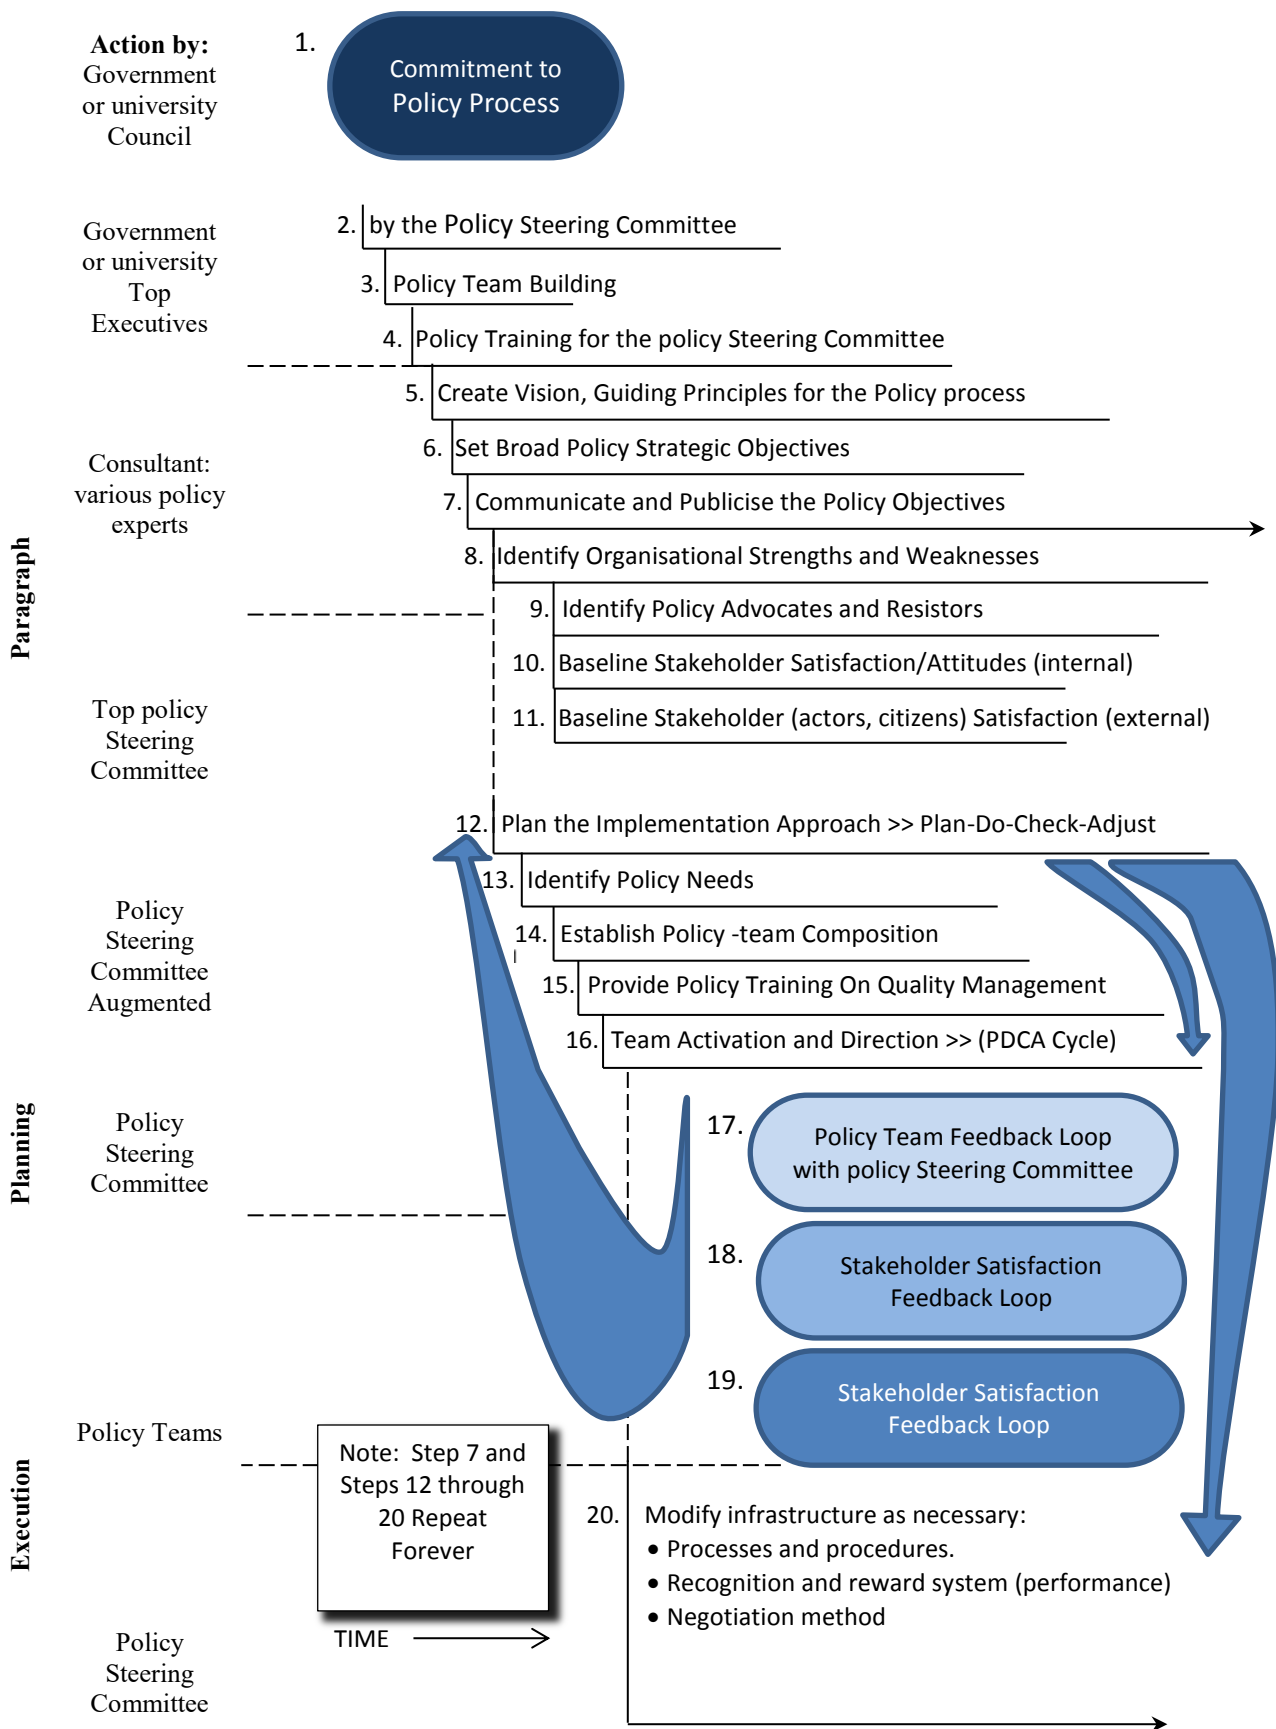 Action by:
Government
or university
Council
1.
Commitment to
Policy Process
Government
or university
Top
Executives
2. by the Policy Steering Committee
3. Policy Team Building
4. Policy Training for the policy Steering Committee
5. Create Vision, Guiding Principles for the Policy process
Consultant:
various policy
experts
6. Set Broad Policy Strategic Objectives
7. Communicate and Publicise the Policy Objectives
8. Identify Organisational Strengths and Weaknesses
Paragraph
9. Identify Policy Advocates and Resistors
10. Baseline Stakeholder Satisfaction/Attitudes (internal)
11. Baseline Stakeholder (actors, citizens) Satisfaction (external)
Top policy
Steering
Committee
12. Plan the Implementation Approach >> Plan-Do-Check-Adjust
13. Identify Policy Needs
Policy
Steering
Committee
Augmented
14. Establish Policy -team Composition
15. Provide Policy Training On Quality Management
16. Team Activation and Direction >> (PDCA Cycle)
Planning
Policy
Steering
Committee
17.
Policy Team Feedback Loop
with policy Steering Committee
18.
Stakeholder Satisfaction
Feedback Loop
19.
Stakeholder Satisfaction
Feedback Loop
Policy Teams
Execution
Note: Step 7 and
Steps 12 through
20 Repeat
Forever
TIME
20. Modify infrastructure as necessary:
• Processes and procedures.
• Recognition and reward system (performance)
• Negotiation method
Policy
Steering
Committee